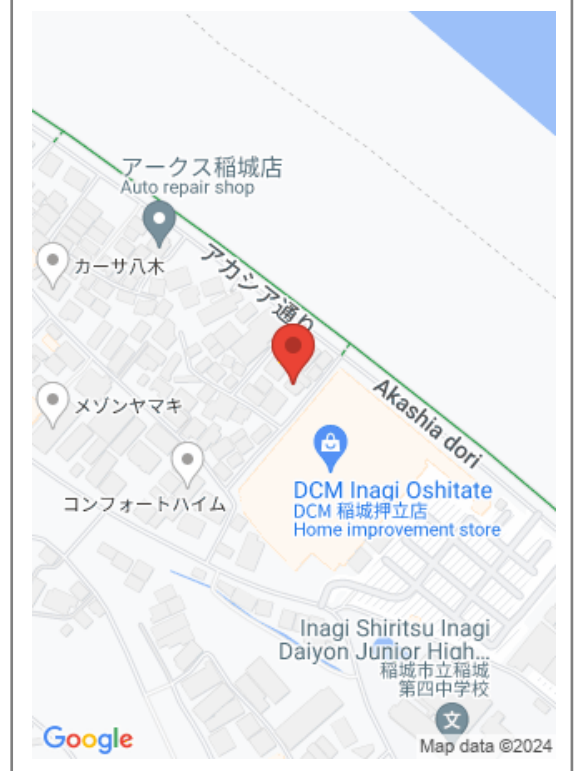 アークス稲城店
Auto repair shop
カーサ八木
アカシア通り
メゾンヤマキ
Akashia dori
コンフォートハイム
DCM Inagi Oshitate
DCM 稲城押立店
Home improvement store
Inagi Shiritsu Inagi
Daiyon Junior High...
稲城市立稲城
第四中学校
文
Google
Map data ©2024